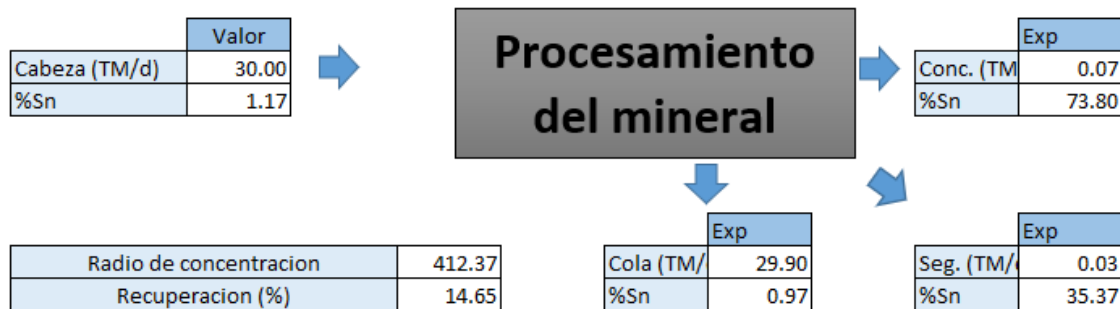 Valor
Cabeza (TM/d) 30.00
%Sn 1.17
Procesamiento
del mineral
Exp
Conc. (TM 0.07
%Sn 73.80
Radio de concentracion 412.37
Recuperacion (%) 14.65
Exp
Cola (TM/ 29.90
%Sn 0.97
Exp
Seg. (TM/ 0.03
%Sn 35.37